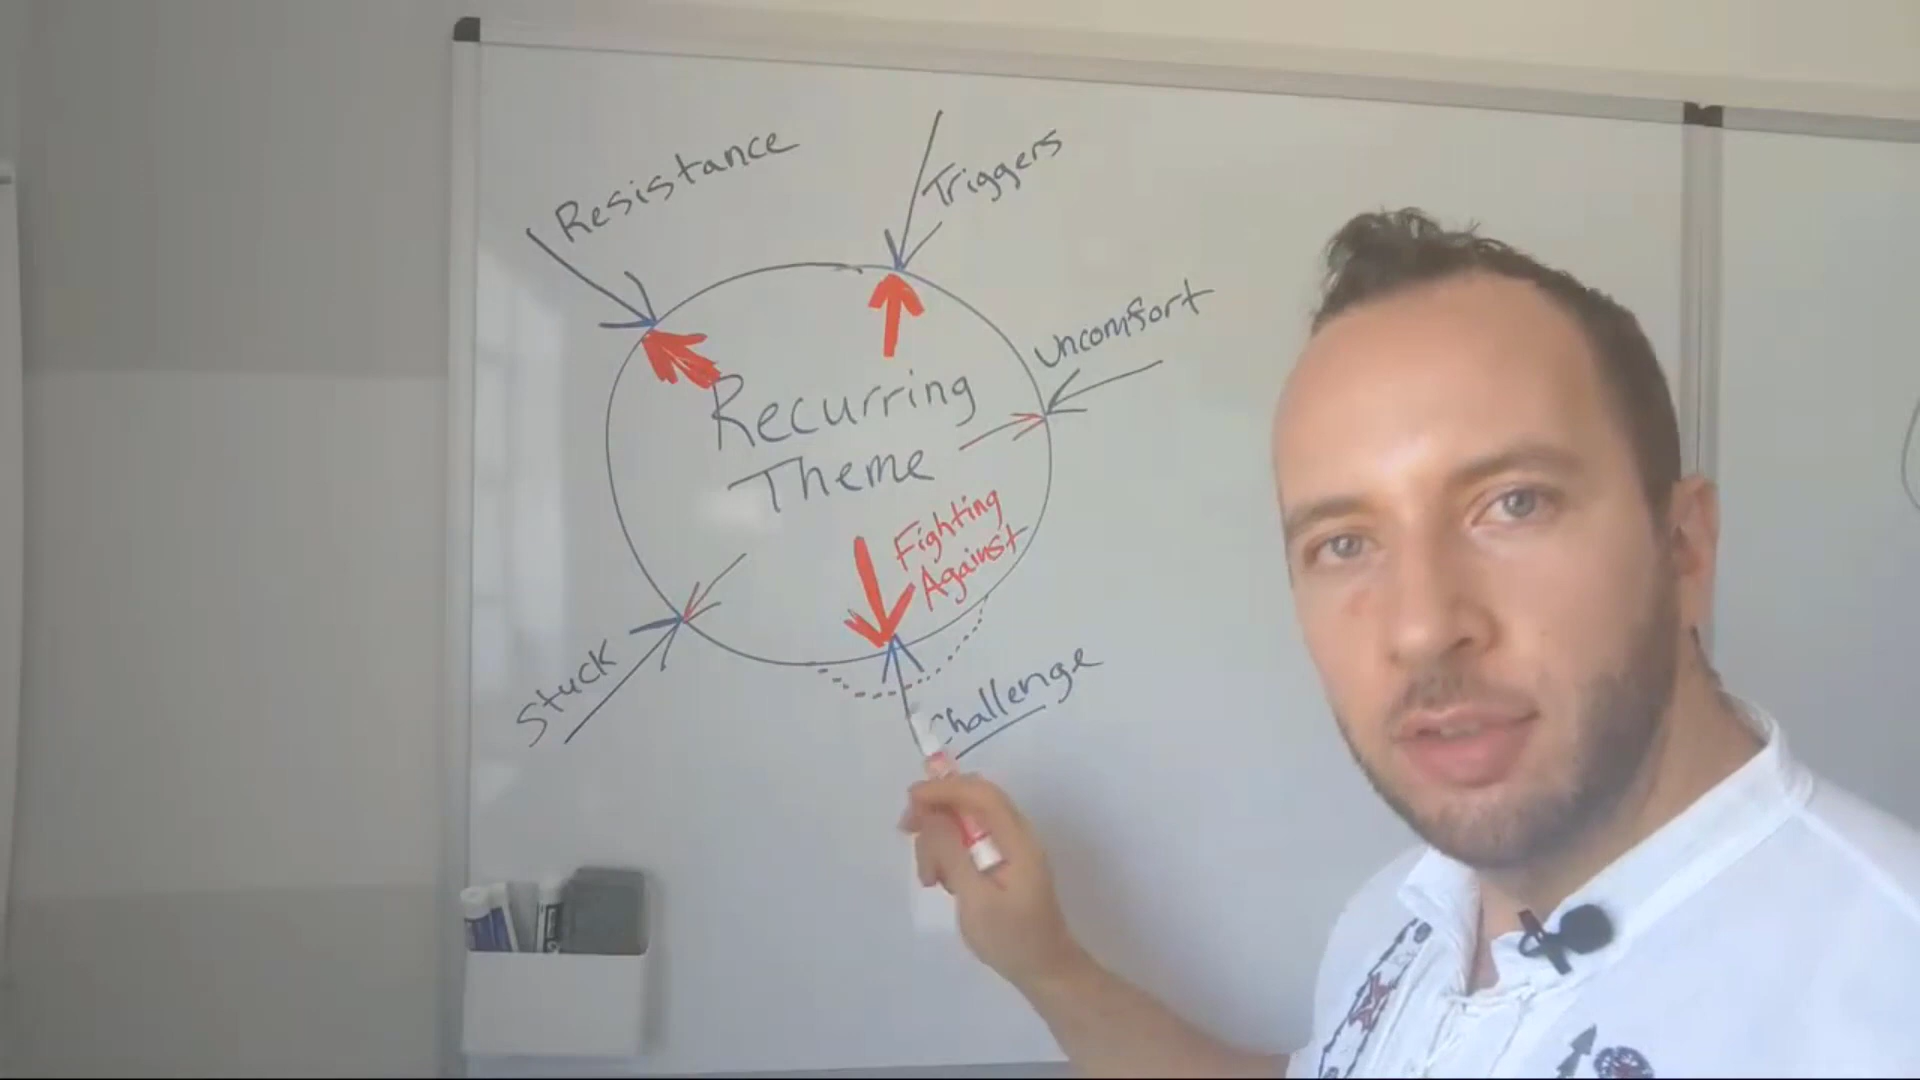 Resistance
Triggers
Uncomfort
Recurring
Theme
Fighting
Against
Stuck
Challenge